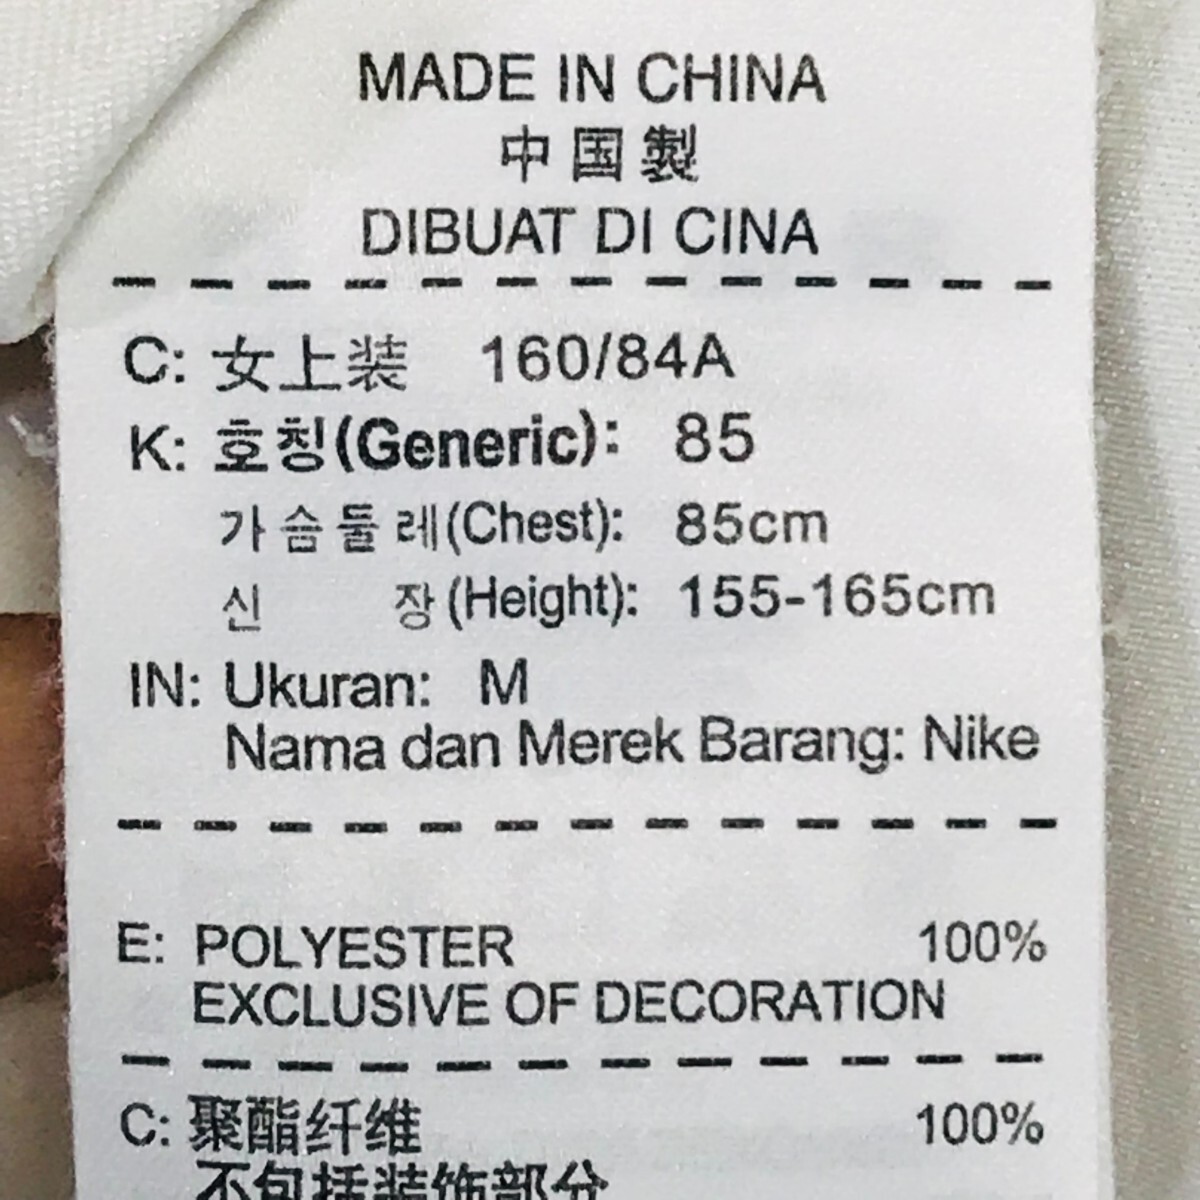 MADE IN CHINA
中国製
DIBUAT DI CINA
C: 女上装 160/84A
K: 호칭(Generic): 85
가슴둘레(Chest): 85cm
신 장(Height): 155-165cm
IN: Ukuran: M
Nama dan Merek Barang: Nike
E: POLYESTER 100%
EXCLUSIVE OF DECORATION
C: 聚酯纤维 100%
不包括装饰部分